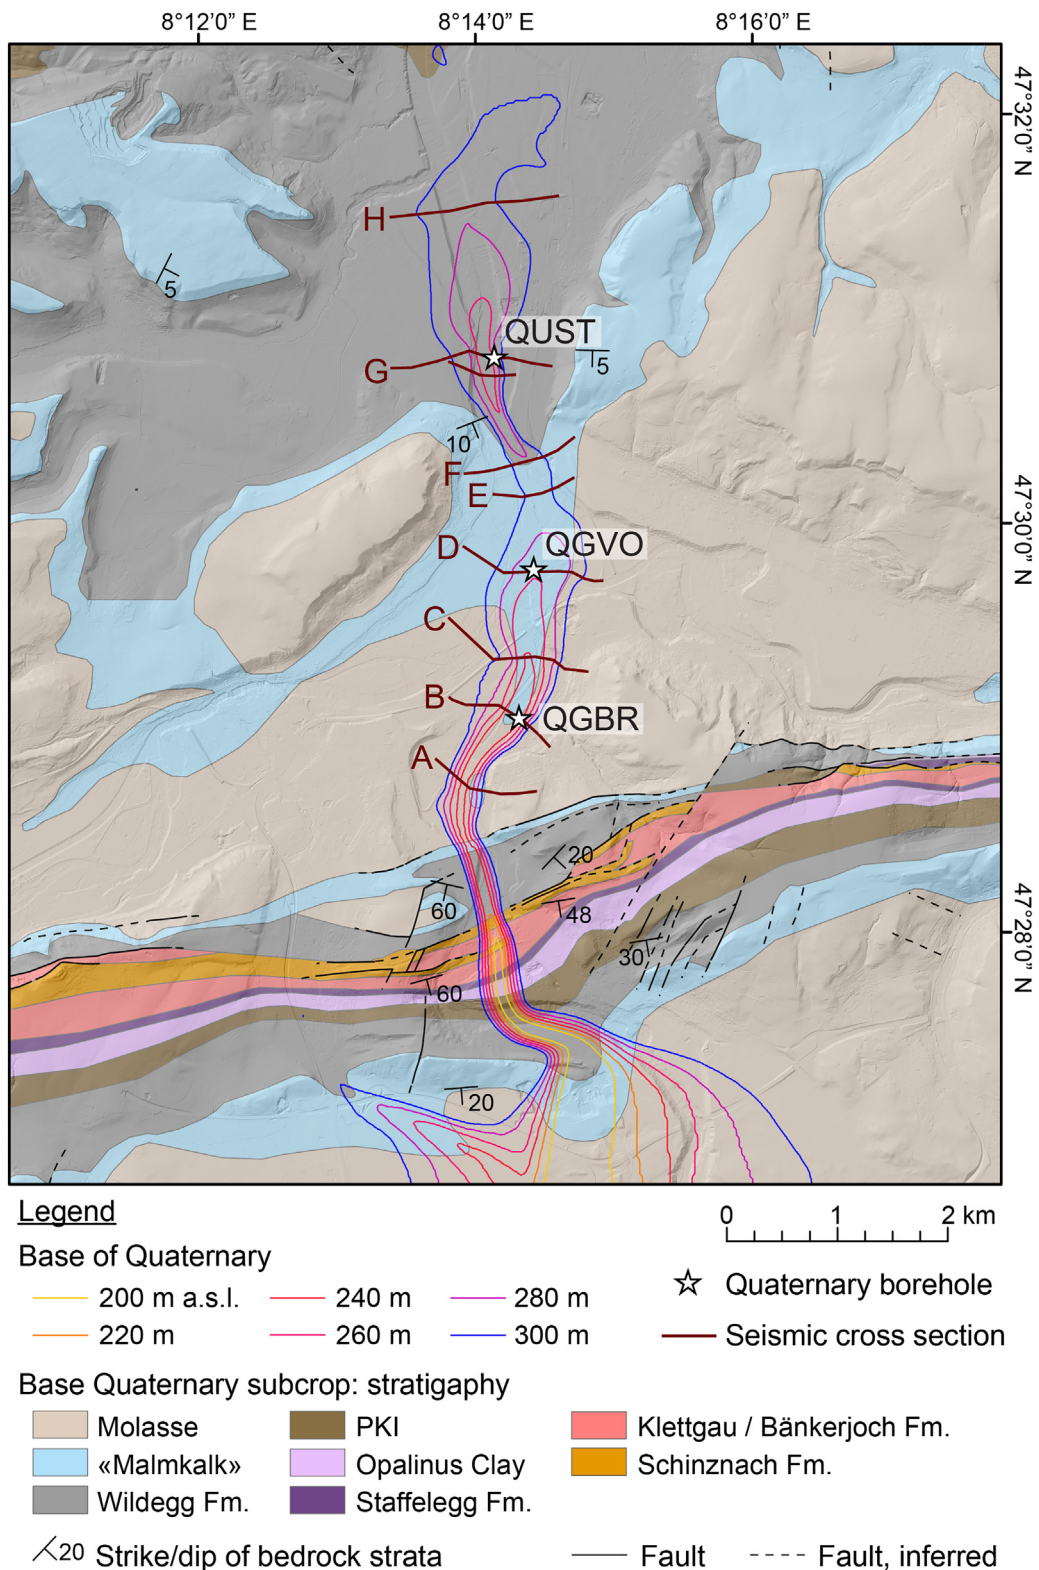 8°12’0” E 8°14’0” E 8°16’0” E
47°32’0” N
H
5
QUST
G
5
10
F
E
47°30’0” N
QGVO
D
C
B
QGBR
A
20
60
48
30
47°28’0” N
60
20
Legend
0 1 2 km
Base of Quaternary
200 m a.s.l. 240 m 280 m
Quaternary borehole
220 m 260 m 300 m
Seismic cross section
Base Quaternary subcrop: stratigaphy
Molasse PKI Klettgau / Bänkerjoch Fm.
«Malmkalk» Opalinus Clay Schinznach Fm.
Wildegg Fm. Staffelegg Fm.
20 Strike/dip of bedrock strata Fault Fault, inferred